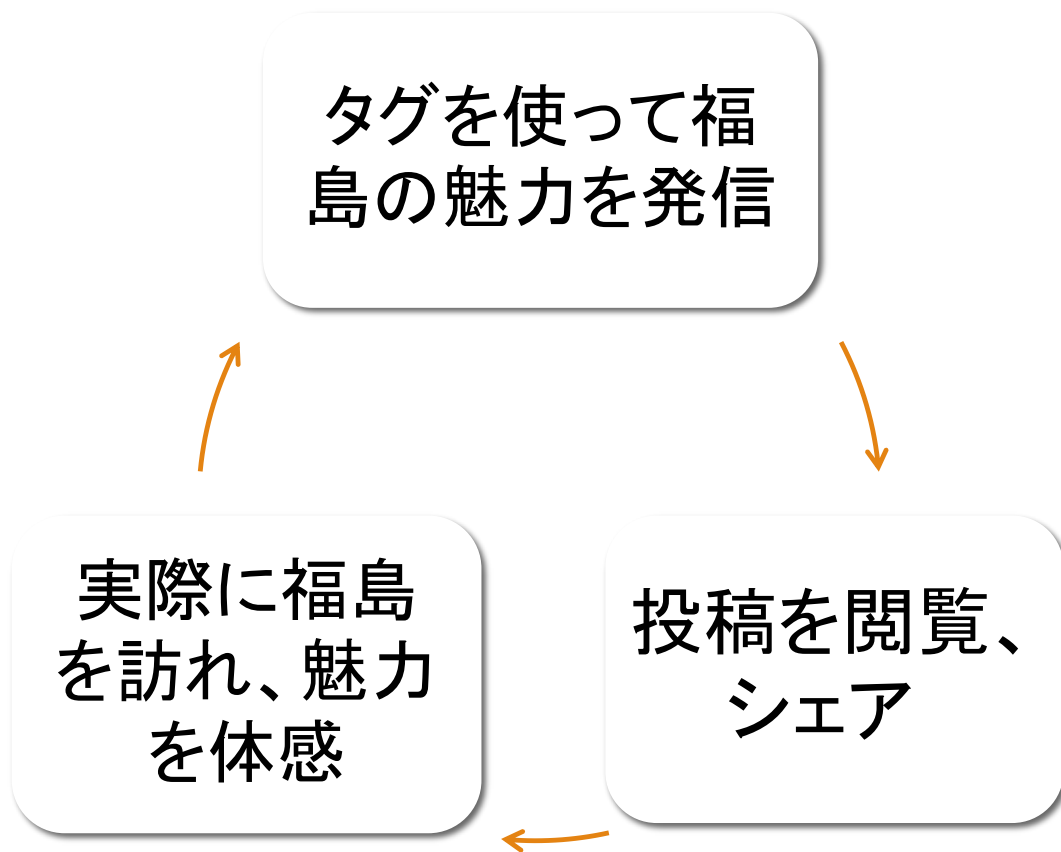 タグを使って福
島の魅力を発信
実際に福島
を訪れ、魅力
を体感
投稿を閲覧、
シェア